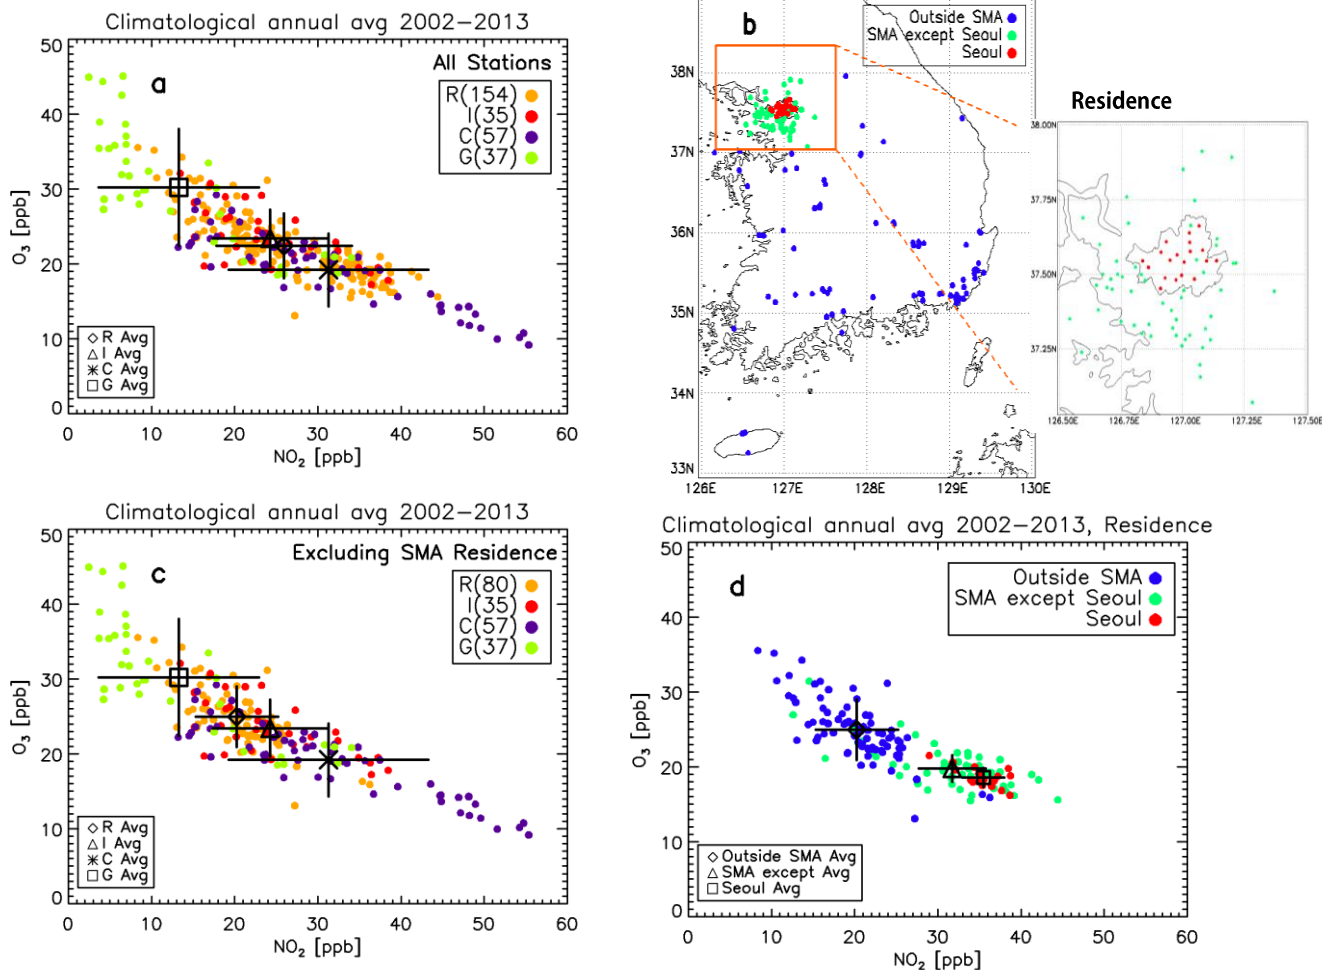 Climatological annual avg 2002–2013
a
All Stations
R(154)
I(35)
C(57)
G(37)
R Avg
I Avg
C Avg
G Avg
O3 [ppb]
50
40
30
20
10
0
0 10 20 30 40 50 60
NO2 [ppb]
b
Outside SMA
SMA except Seoul
Seoul
38N
37N
36N
35N
34N
33N
126E 127E 128E 129E 130E
Residence
38.00N
37.75N
37.50N
37.25N
126.50E 126.75E 127.00E 127.25E 127.50E
Climatological annual avg 2002–2013
c
Excluding SMA Residence
R(80)
I(35)
C(57)
G(37)
R Avg
I Avg
C Avg
G Avg
O3 [ppb]
50
40
30
20
10
0
0 10 20 30 40 50 60
NO2 [ppb]
Climatological annual avg 2002–2013, Residence
d
Outside SMA
SMA except Seoul
Seoul
Outside SMA Avg
SMA except Avg
Seoul Avg
O3 [ppb]
50
40
30
20
10
0
0 10 20 30 40 50 60
NO2 [ppb]